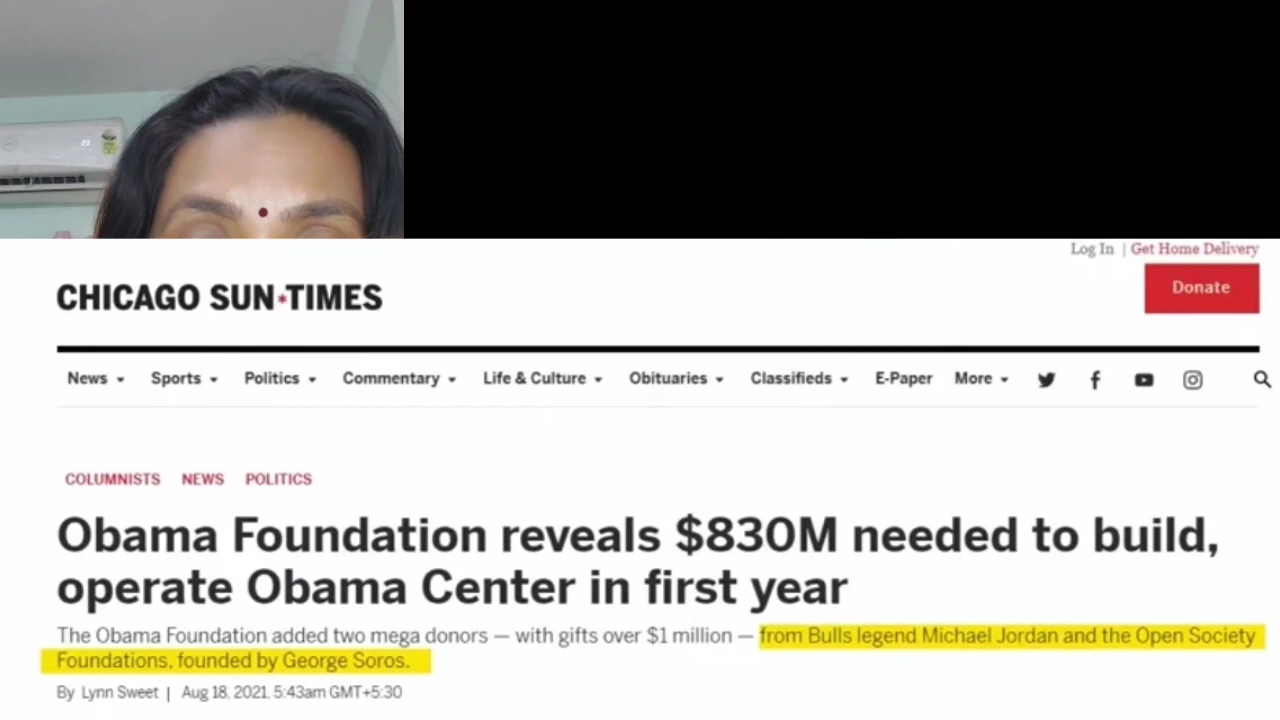 Log In | Get Home Delivery
CHICAGO SUN*TIMES
Donate
News Sports Politics Commentary Life & Culture Obituaries Classifieds E-Paper More
COLUMNISTS NEWS POLITICS
Obama Foundation reveals $830M needed to build,
operate Obama Center in first year
The Obama Foundation added two mega donors — with gifts over $1 million — from Bulls legend Michael Jordan and the Open Society
Foundations, founded by George Soros.
By Lynn Sweet | Aug 18, 2021, 5:43am GMT+5:30